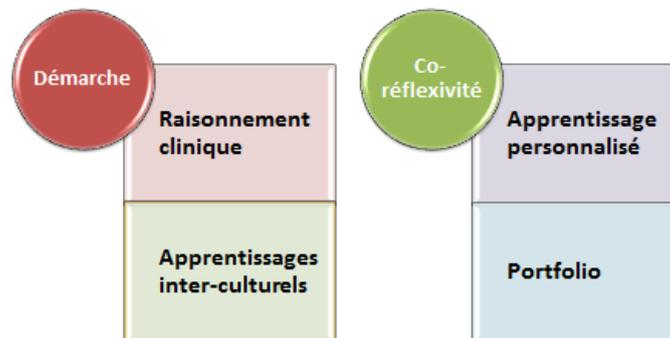 Démarche
Raisonnement
clinique
Apprentissages
inter-culturels
Co-
réflexivité
Apprentissage
personnalisé
Portfolio